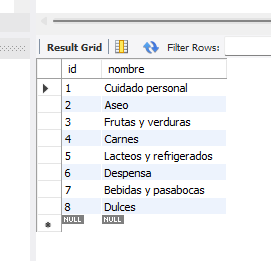 Result Grid Filter Rows:
id nombre
1 Cuidado personal
2 Aseo
3 Frutas y verduras
4 Carnes
5 Lacteos y refrigerados
6 Despensa
7 Bebidas y pasabocas
8 Dulces
NULL NULL